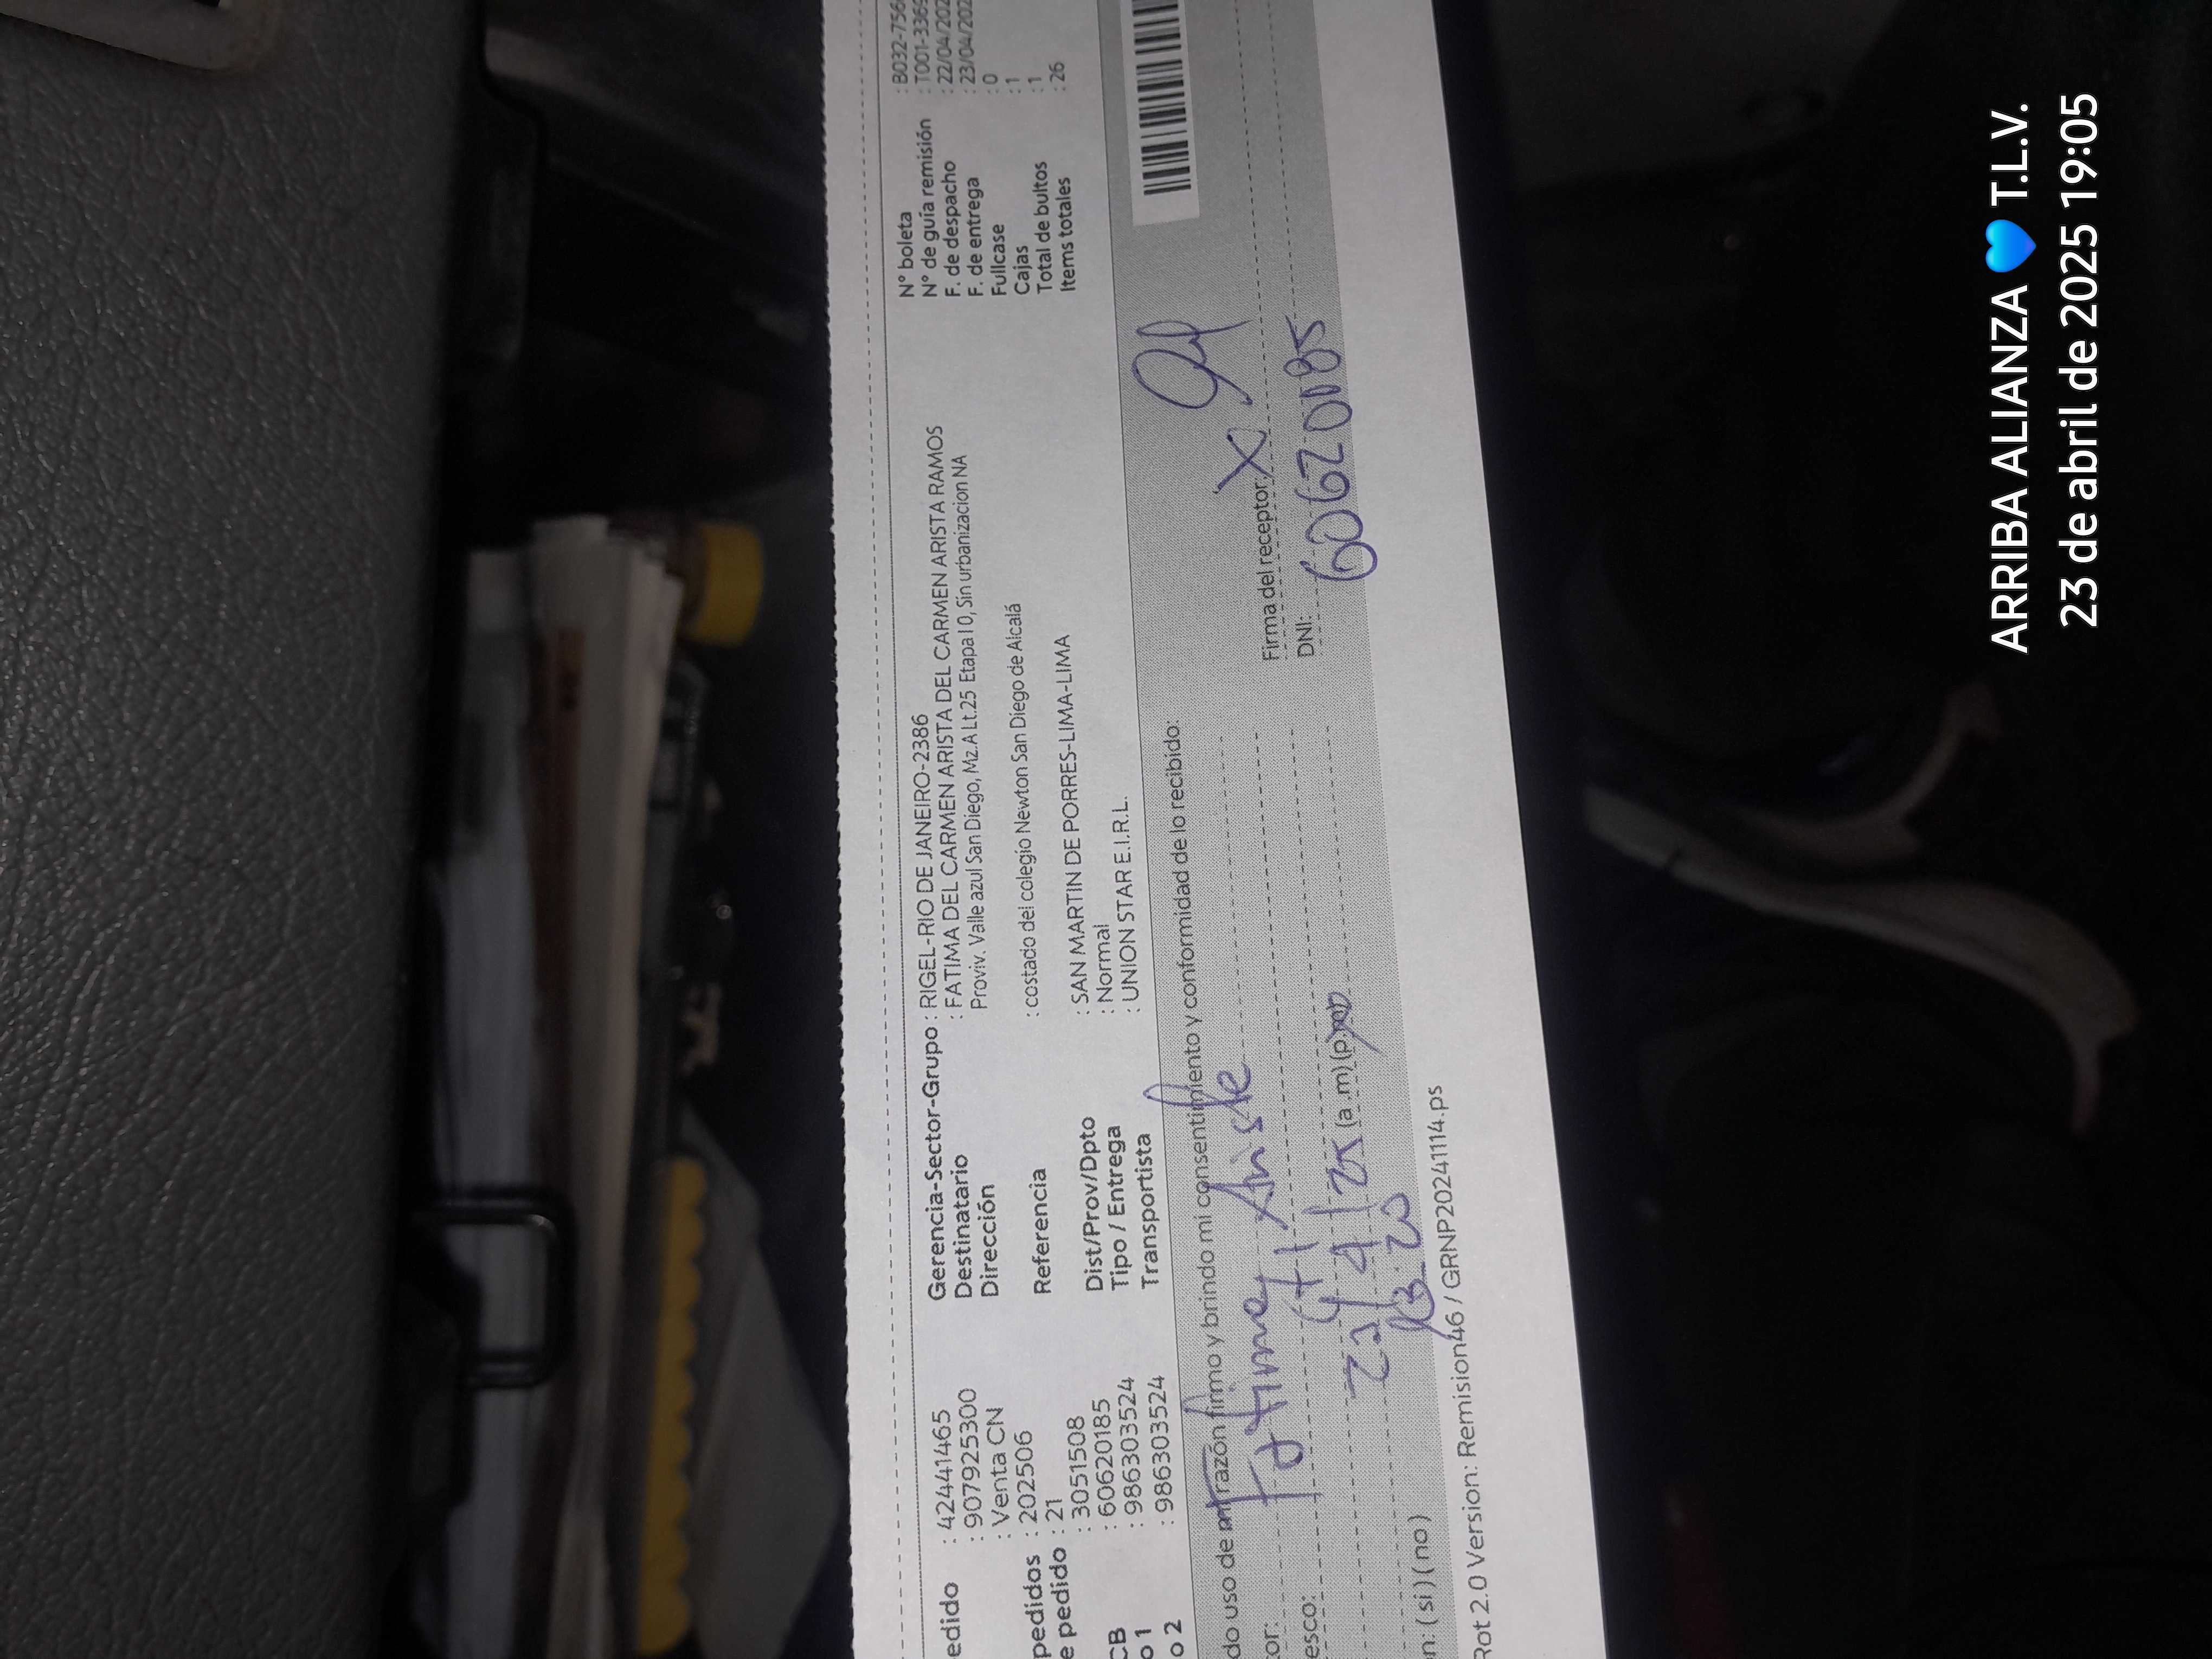 edido : 42441465
: 907925300
: Venta CN
pedidos : 202506
e pedido : 21
: 3051508
CB : 60620185
o 1 : 986303524
o 2 : 986303524
Gerencia-Sector-Grupo : RIGEL-RIO DE JANEIRO-2386
Destinatario : FATIMA DEL CARMEN ARISTA DEL CARMEN ARISTA RAMOS
Dirección Proviv. Valle azul San Diego, Mz.A Lt.25 Etapa I 0, Sin urbanizacion NA
Referencia : costado del colegio Newton San Diego de Alcalá
Dist/Prov/Dpto : SAN MARTIN DE PORRES-LIMA-LIMA
Tipo / Entrega : Normal
Transportista : UNION STAR E.I.R.L.
N° boleta : B032-756
N° de guía remisión : T001-3369
F. de despacho : 22/04/202
F. de entrega : 23/04/202
Fullcase : 0
Cajas : 1
Total de bultos : 1
Items totales : 26
do uso de mi razón firmo y brindo mi consentimiento y conformidad de lo recibido:
tor: Fatima Arista
esco:
23/4/25 (a.m)(p.m)
n: (si)(no)
Firma del receptor: X
DNI: 60620185
Rot 2.0 Version: Remision46 / GRNP20241114.ps
ARRIBA ALIANZA 💙 T.L.V.
23 de abril de 2025 19:05